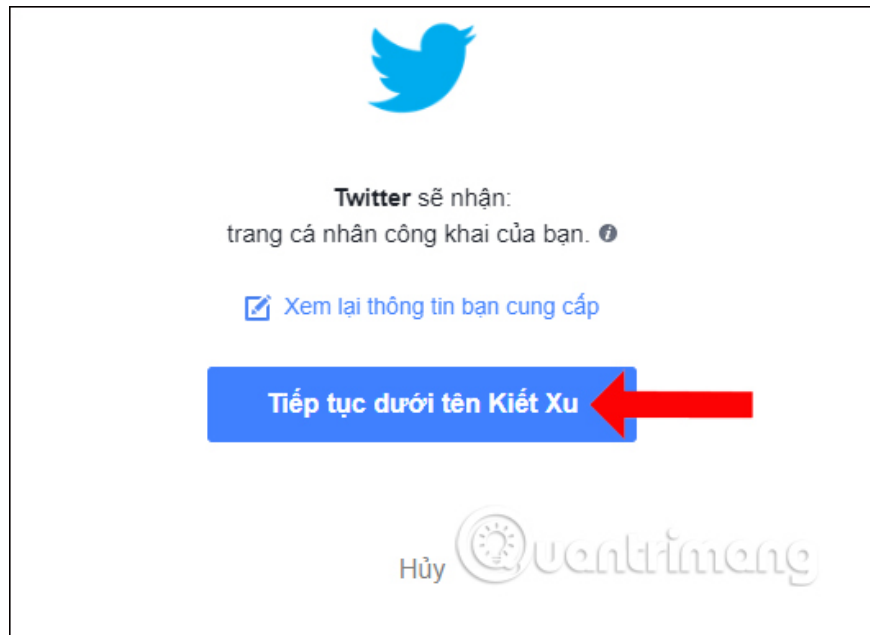 Twitter sẽ nhận:
trang cá nhân công khai của bạn.
Xem lại thông tin bạn cung cấp
Tiếp tục dưới tên Kiết Xu
Hủy
Quantrimang